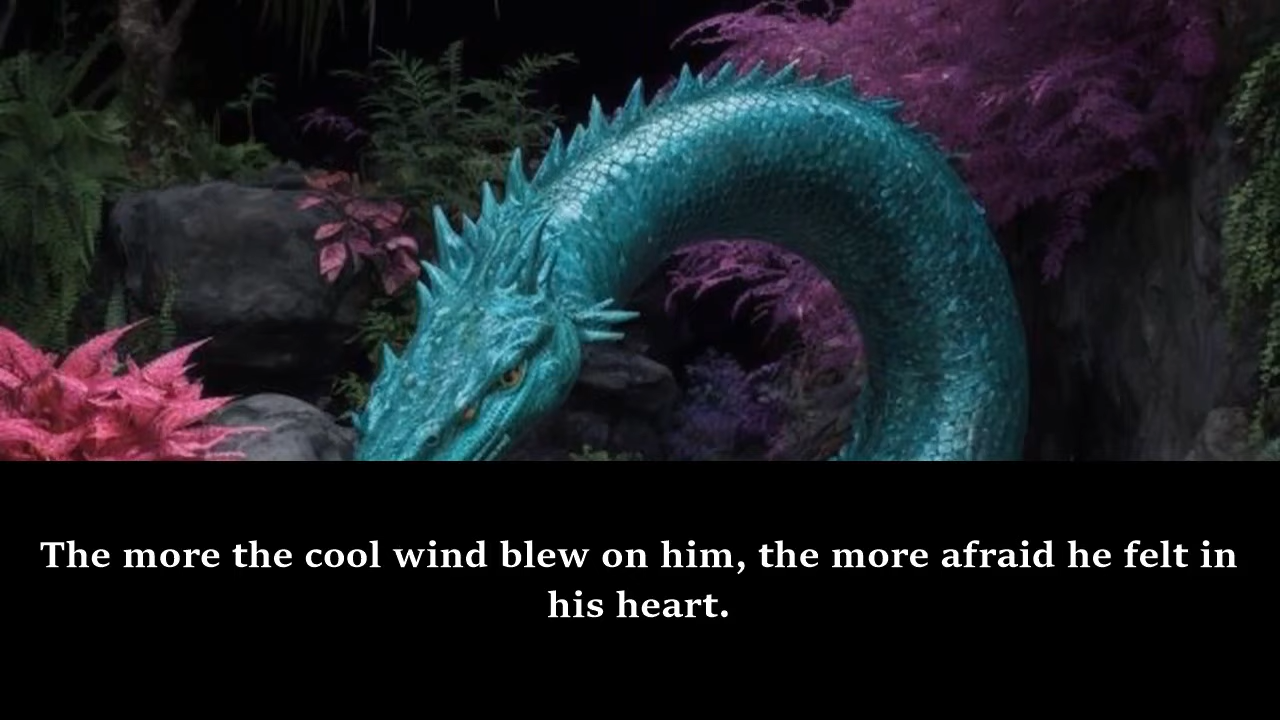 The more the cool wind blew on him, the more afraid he felt in
his heart.